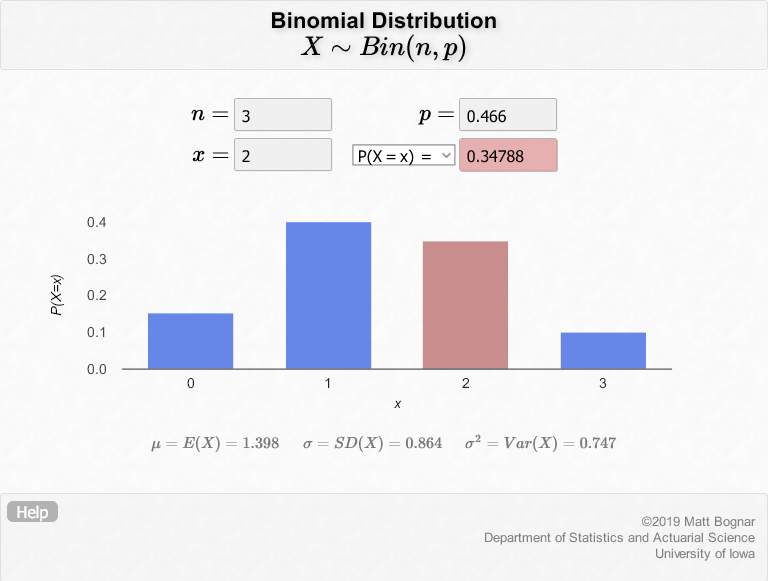 Binomial Distribution
X ∼ Bin(n, p)
n = 3 p = 0.466
x = 2 P(X = x) = 0.34788
0.4
0.3
0.2
0.1
0.0
P(X=x)
0 1 2 3
x
μ = E(X) = 1.398 σ = SD(X) = 0.864 σ² = Var(X) = 0.747
Help
©2019 Matt Bognar
Department of Statistics and Actuarial Science
University of Iowa